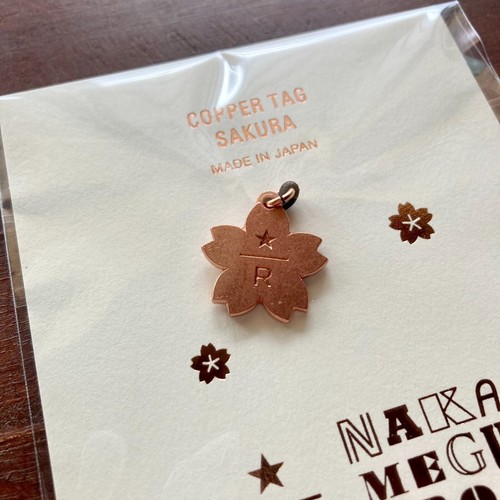 COPPER TAG
SAKURA
MADE IN JAPAN
R
NAKA
MEGU